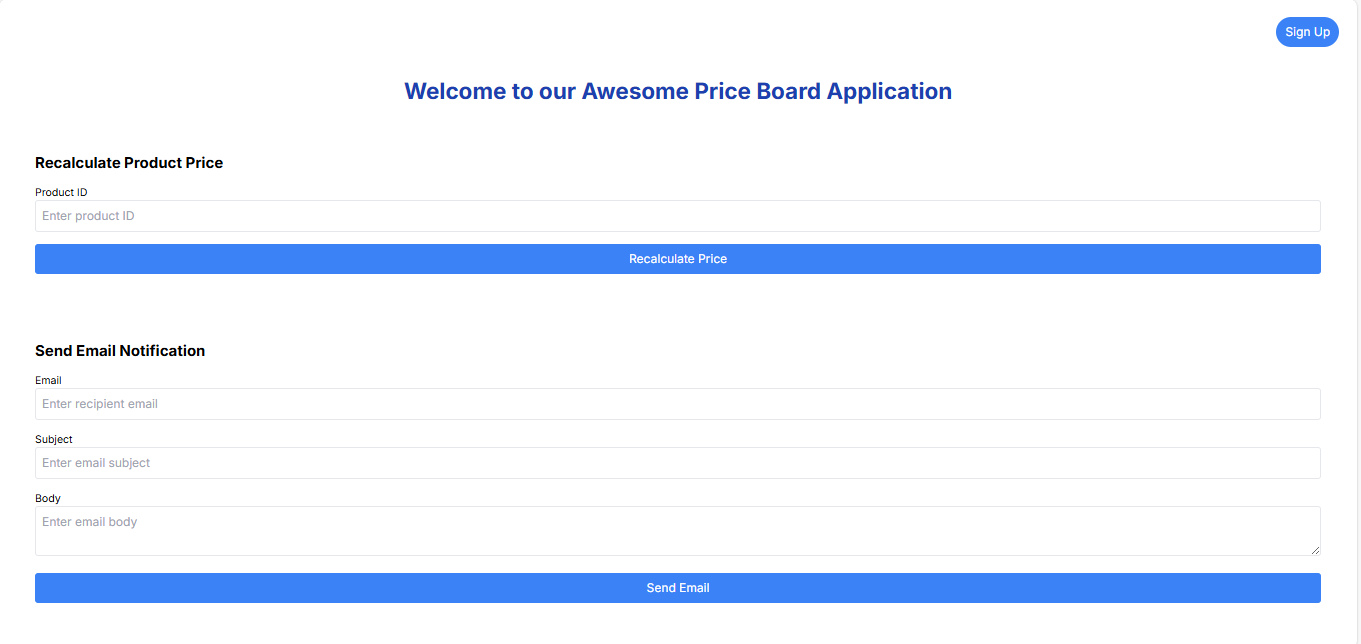 Sign Up
Welcome to our Awesome Price Board Application
Recalculate Product Price
Product ID
Enter product ID
Recalculate Price
Send Email Notification
Email
Enter recipient email
Subject
Enter email subject
Body
Enter email body
Send Email